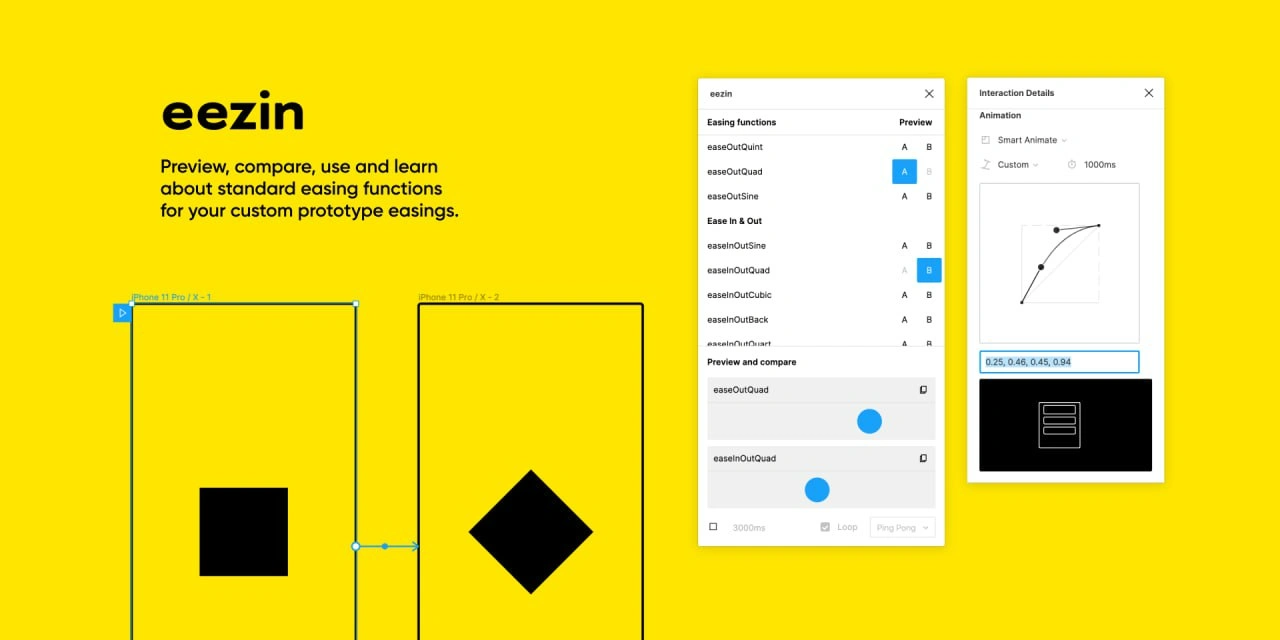 eezin
Preview, compare, use and learn
about standard easing functions
for your custom prototype easings.
iPhone 11 Pro / X - 1
iPhone 11 Pro / X - 2
eezin
Easing functions Preview
easeOutQuint A B
easeOutQuad A B
easeOutSine A B
Ease In & Out
easeInOutSine A B
easeInOutQuad A B
easeInOutCubic A B
easeInOutBack A B
easeInOutQuart A B
Preview and compare
easeOutQuad
easeInOutQuad
3000ms Loop Ping Pong
Interaction Details
Animation
Smart Animate
Custom 1000ms
0.25, 0.46, 0.45, 0.94